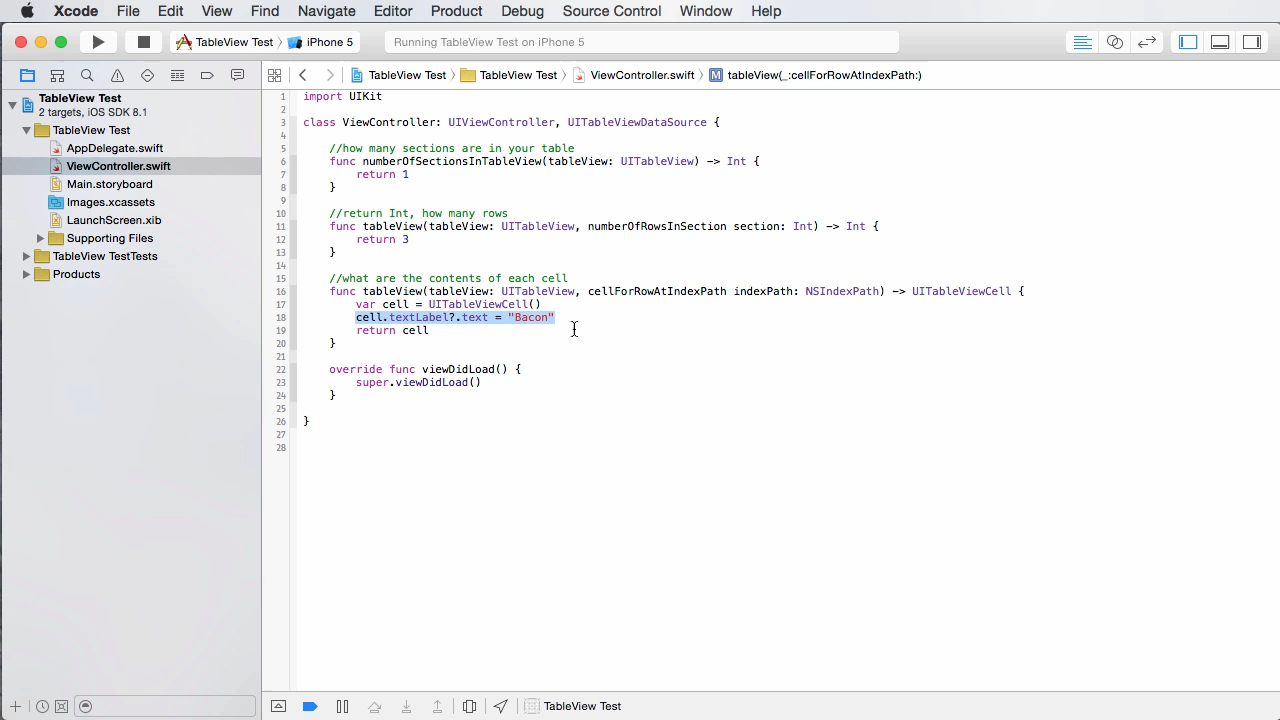 Xcode File Edit View Find Navigate Editor Product Debug Source Control Window Help
TableView Test iPhone 5 Running TableView Test on iPhone 5
TableView Test TableView Test ViewController.swift M tableView(_:cellForRowAtIndexPath:)
TableView Test
2 targets, iOS SDK 8.1
TableView Test
AppDelegate.swift
ViewController.swift
Main.storyboard
Images.xcassets
LaunchScreen.xib
Supporting Files
TableView TestTests
Products
1 import UIKit
2
3 class ViewController: UIViewController, UITableViewDataSource {
4
5 //how many sections are in your table
6 func numberOfSectionsInTableView(tableView: UITableView) -> Int {
7 return 1
8 }
9
10 //return Int, how many rows
11 func tableView(tableView: UITableView, numberOfRowsInSection section: Int) -> Int {
12 return 3
13 }
14
15 //what are the contents of each cell
16 func tableView(tableView: UITableView, cellForRowAtIndexPath indexPath: NSIndexPath) -> UITableViewCell {
17 var cell = UITableViewCell()
18 cell.textLabel?.text = "Bacon"
19 return cell
20 }
21
22 override func viewDidLoad() {
23 super.viewDidLoad()
24 }
25
26 }
27
28
TableView Test